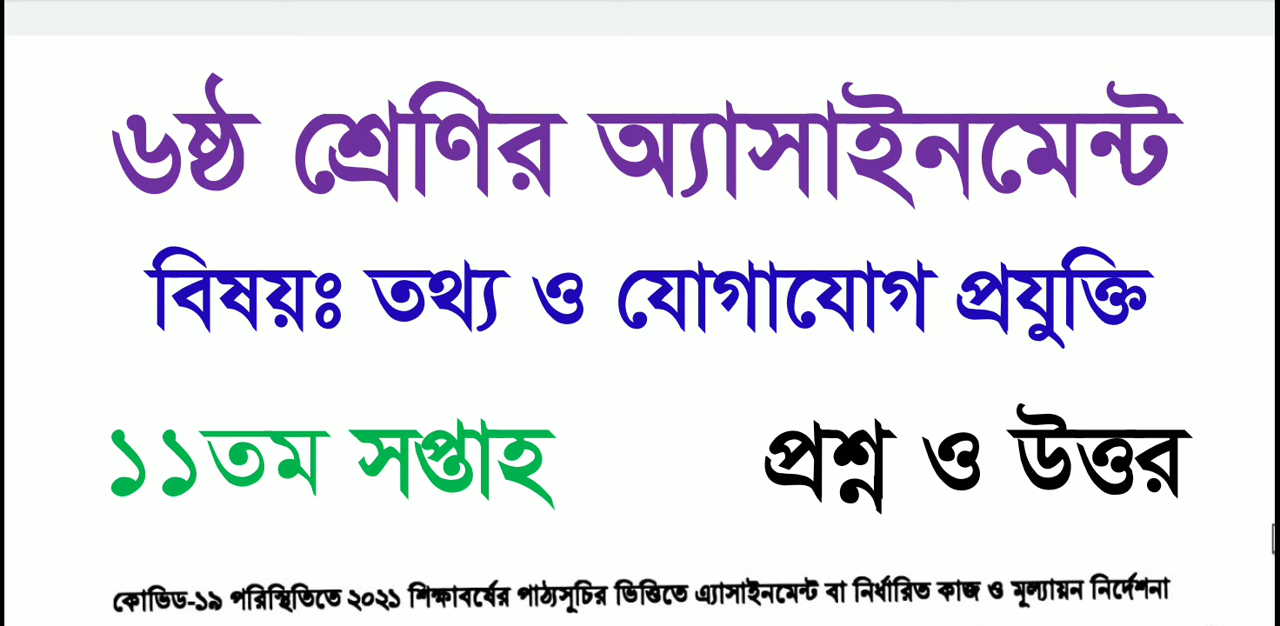 ৬ষ্ঠ শ্রেণির অ্যাসাইনমেন্ট
বিষয়ঃ তথ্য ও যোগাযোগ প্রযুক্তি
১১তম সপ্তাহ প্রশ্ন ও উত্তর
কোভিড-১৯ পরিস্থিতিতে ২০২১ শিক্ষাবর্ষের পাঠ্যসূচির ভিত্তিতে এ্যাসাইনমেন্ট বা নির্ধারিত কাজ ও মূল্যায়ন নির্দেশনা